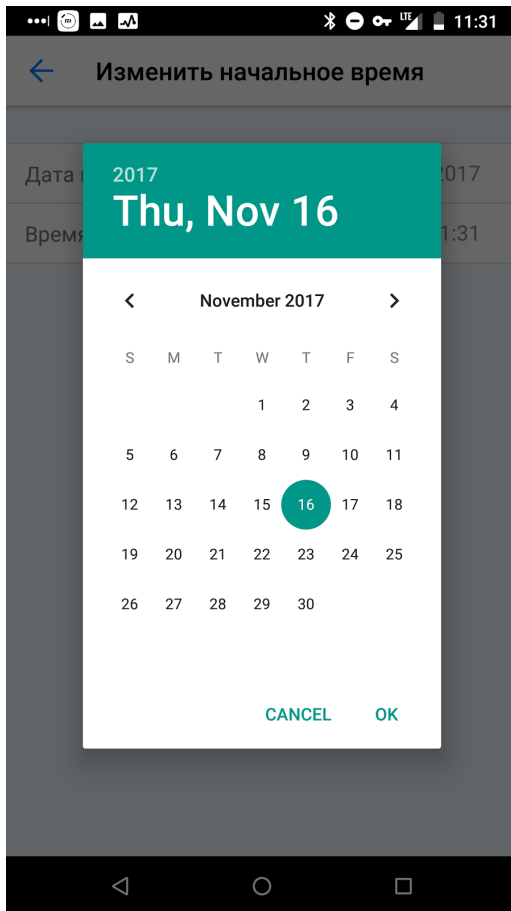 LTE 11:31
Изменить начальное время
Дата
2017
Время
1:31
2017
Thu, Nov 16
November 2017
S M T W T F S
1 2 3 4
5 6 7 8 9 10 11
12 13 14 15 16 17 18
19 20 21 22 23 24 25
26 27 28 29 30
CANCEL OK